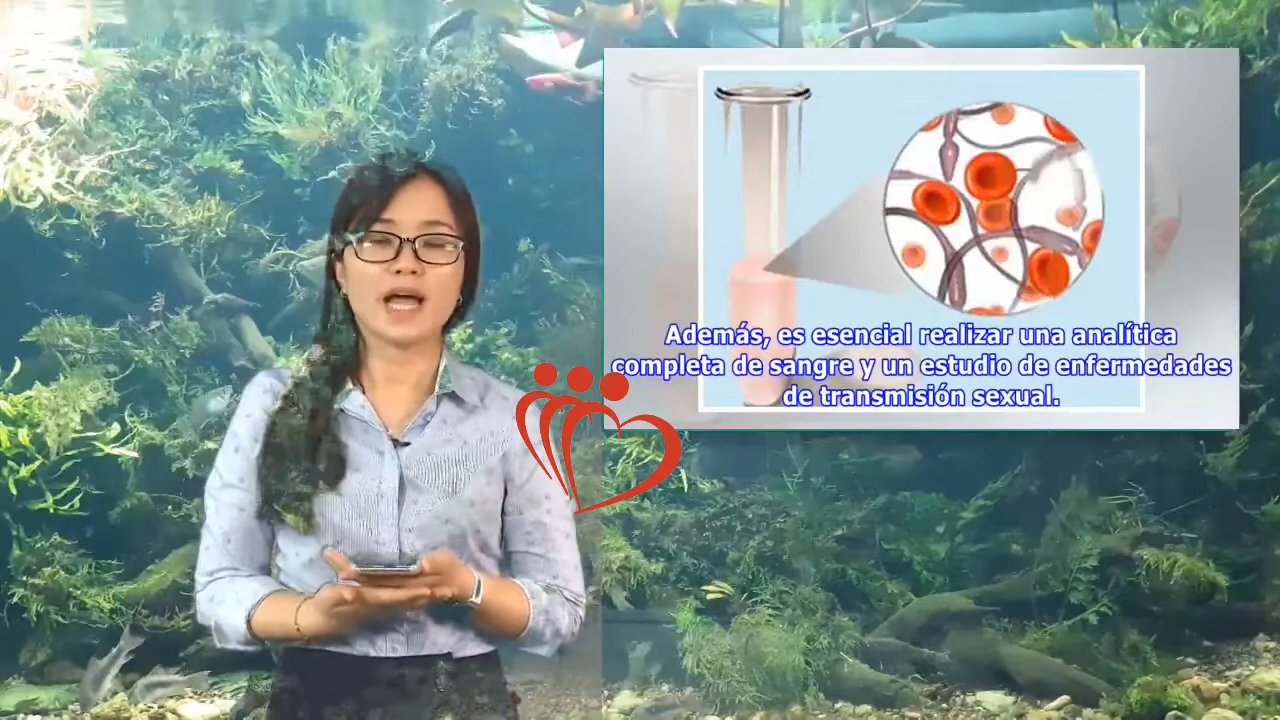 Además, es esencial realizar una analítica
completa de sangre y un estudio de enfermedades
de transmisión sexual.